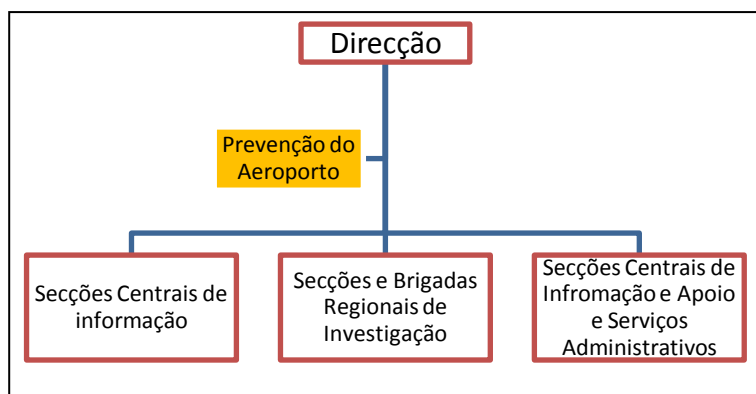 Direcção
Prevenção do
Aeroporto
Secções Centrais de
informação
Secções e Brigadas
Regionais de
Investigação
Secções Centrais de
Infromação e Apoio
e Serviços
Administrativos